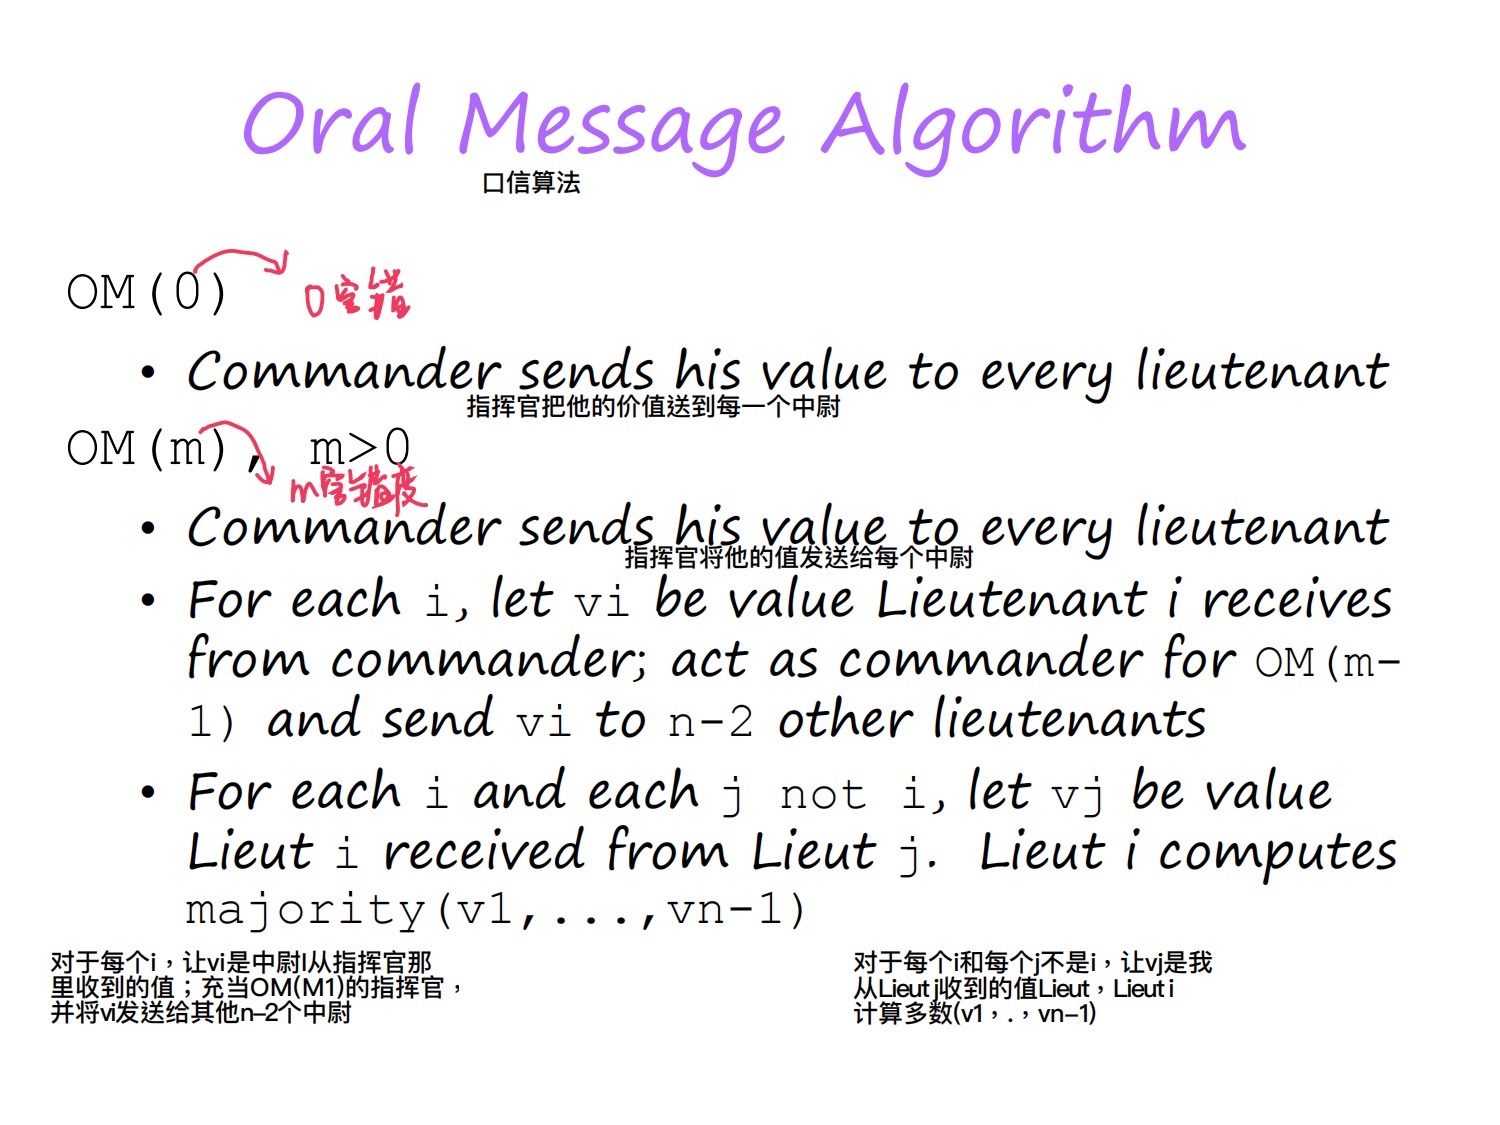 Oral Message Algorithm
口信算法
OM(0)
0容错
• Commander sends his value to every lieutenant
指挥官把他的价值送到每一个中尉
OM(m), m>0
m容错度
• Commander sends his value to every lieutenant
指挥官将他的值发送给每个中尉
• For each i, let vi be value Lieutenant i receives
from commander; act as commander for OM(m-
1) and send vi to n-2 other lieutenants
• For each i and each j not i, let vj be value
Lieut i received from Lieut j. Lieut i computes
majority(v1,...,vn-1)
对于每个i，让vi是中尉I从指挥官那
里收到的值；充当OM(M1)的指挥官，
并将vi发送给其他n–2个中尉
对于每个i和每个j不是i，让vj是我
从Lieut j收到的值Lieut，Lieut i
计算多数(v1，.，vn–1)